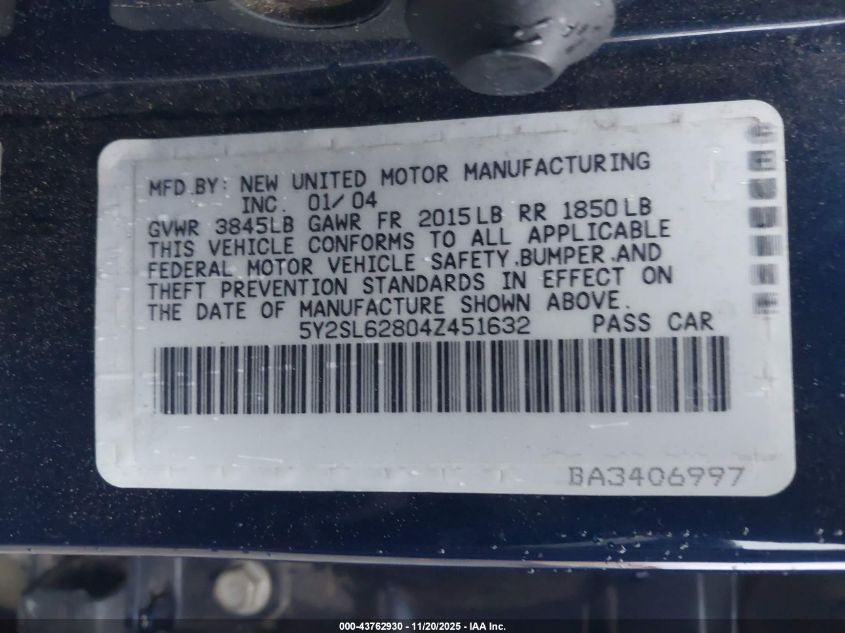 MFD.BY: NEW UNITED MOTOR MANUFACTURING
INC. 01/04
GVWR 3845LB GAWR FR 2015LB RR 1850LB
THIS VEHICLE CONFORMS TO ALL APPLICABLE
FEDERAL MOTOR VEHICLE SAFETY.BUMPER.AND
THEFT PREVENTION STANDARDS IN EFFECT ON
THE DATE OF MANUFACTURE SHOWN ABOVE.
5Y2SL62804Z451632 PASS CAR
BA3406997
000-43762930 - 11/20/2025 - IAA Inc.